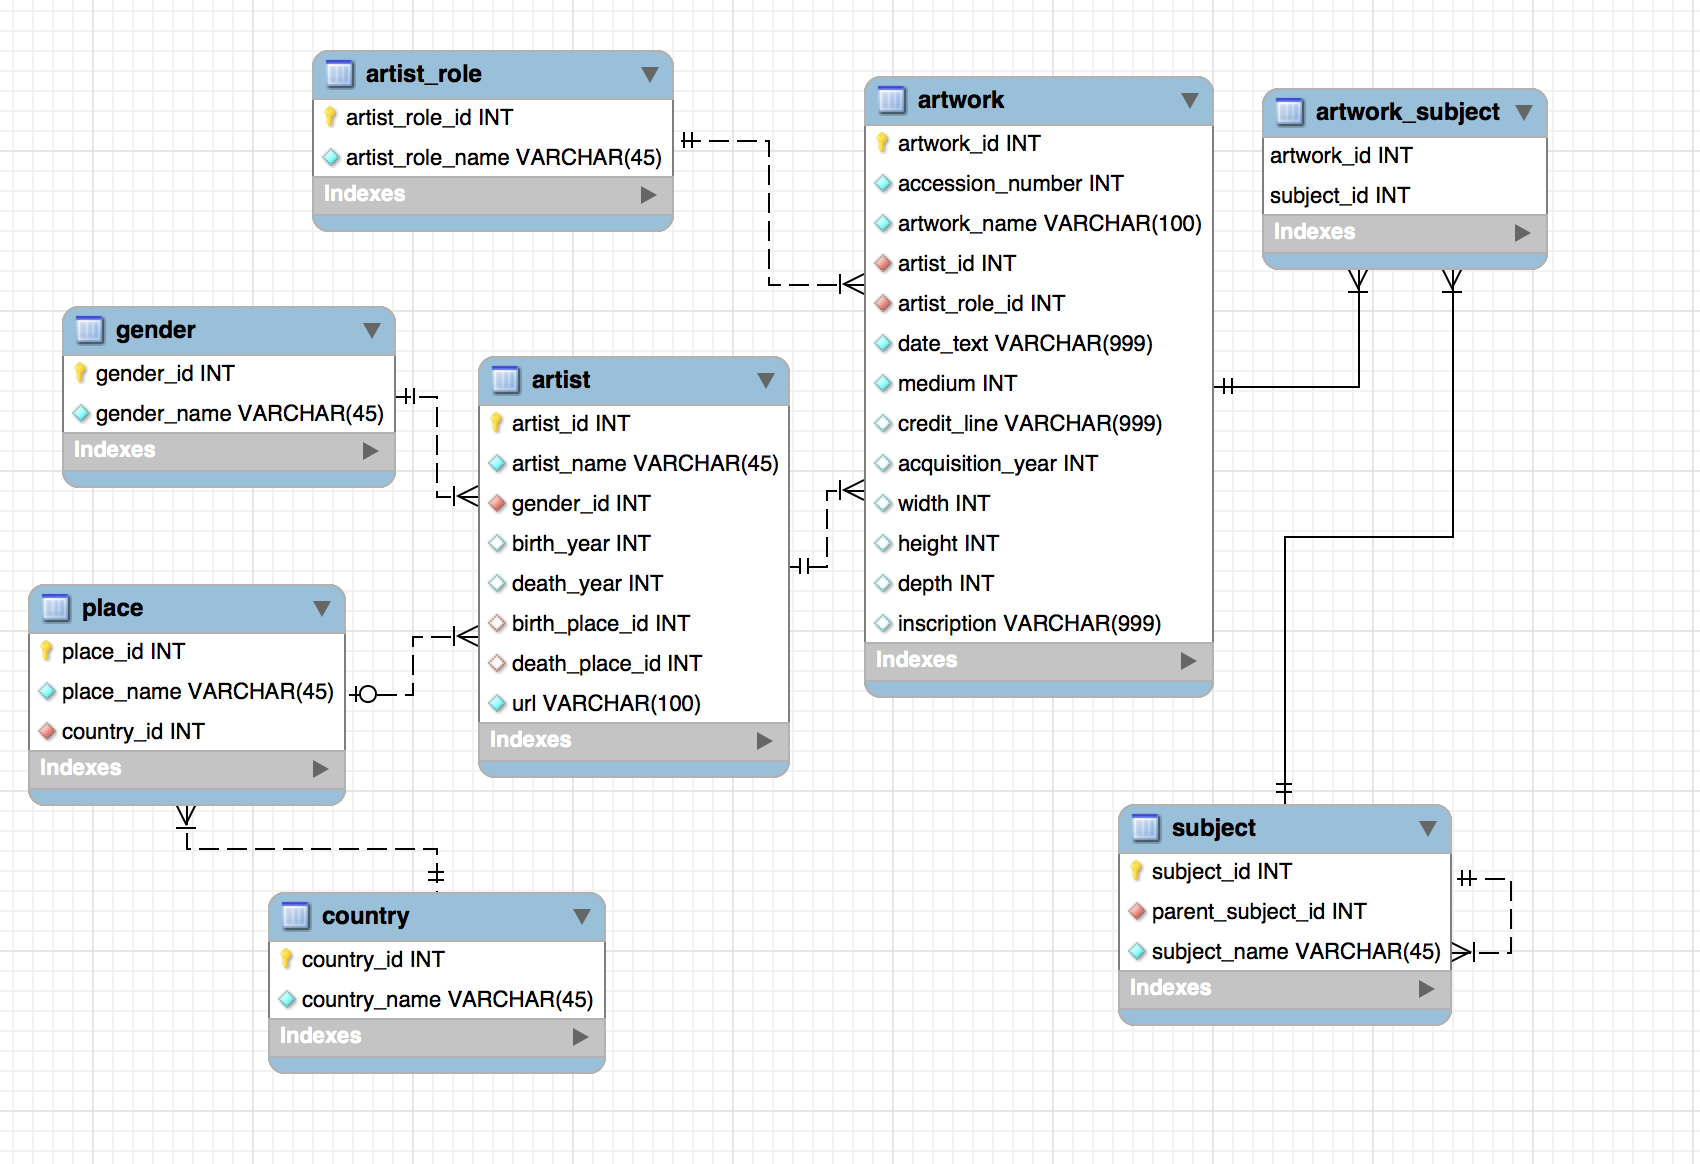 artist_role
artist_role_id INT
artist_role_name VARCHAR(45)
Indexes
artwork
artwork_id INT
accession_number INT
artwork_name VARCHAR(100)
artist_id INT
artist_role_id INT
date_text VARCHAR(999)
medium INT
credit_line VARCHAR(999)
acquisition_year INT
width INT
height INT
depth INT
inscription VARCHAR(999)
Indexes
artwork_subject
artwork_id INT
subject_id INT
Indexes
gender
gender_id INT
gender_name VARCHAR(45)
Indexes
artist
artist_id INT
artist_name VARCHAR(45)
gender_id INT
birth_year INT
death_year INT
birth_place_id INT
death_place_id INT
url VARCHAR(100)
Indexes
place
place_id INT
place_name VARCHAR(45)
country_id INT
Indexes
country
country_id INT
country_name VARCHAR(45)
Indexes
subject
subject_id INT
parent_subject_id INT
subject_name VARCHAR(45)
Indexes